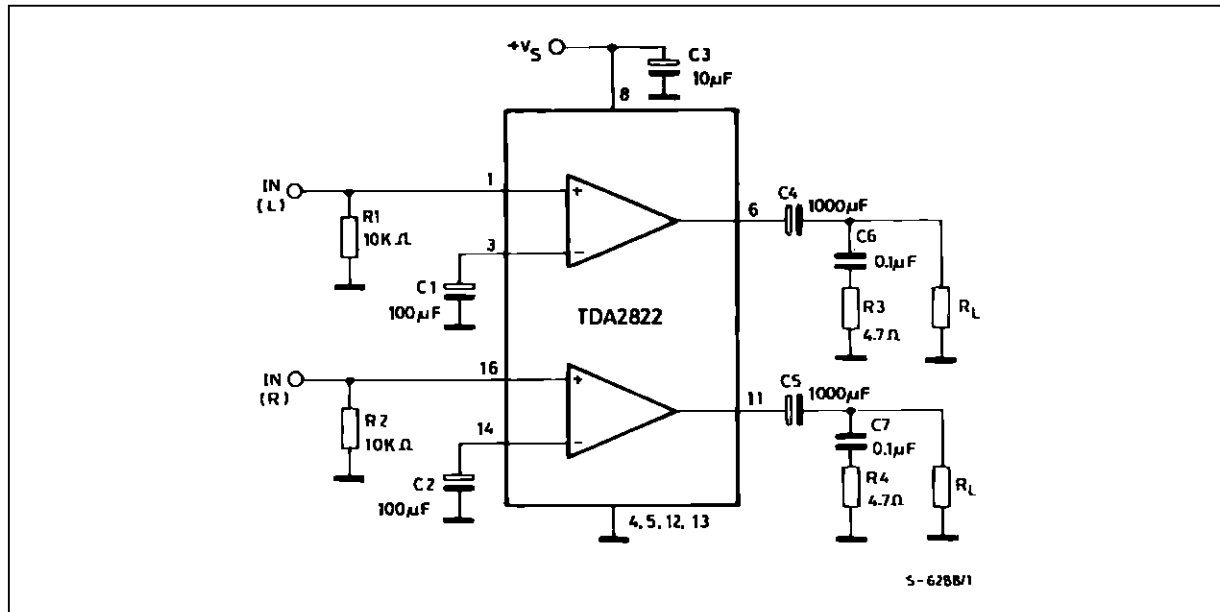 +VS
C3
10µF
8
IN
(L)
1
R1
10KΩ
3
C1
100µF
6
C4
1000µF
C6
0.1µF
R3
4.7Ω
RL
TDA2822
IN
(R)
16
R2
10KΩ
14
C2
100µF
11
C5
1000µF
C7
0.1µF
R4
4.7Ω
RL
4, 5, 12, 13
S-6288/1